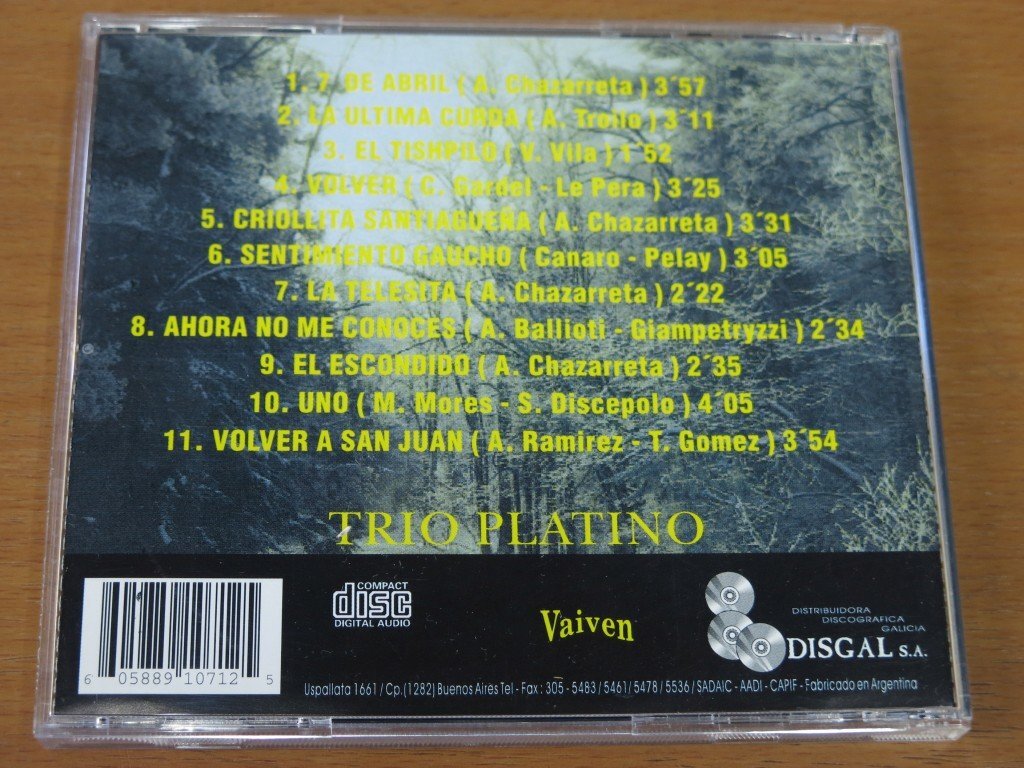 1. 7 DE ABRIL ( A. Chazarreta ) 3´57
2. LA ULTIMA CURDA ( A. Troilo ) 3´11
3. EL TISHPILO ( V. Vila ) 1´52
4. VOLVER ( C. Gardel - Le Pera ) 3´25
5. CRIOLLITA SANTIAGUEÑA ( A. Chazarreta ) 3´31
6. SENTIMIENTO GAUCHO ( Canaro - Pelay ) 3´05
7. LA TELESITA ( A. Chazarreta ) 2´22
8. AHORA NO ME CONOCES ( A. Ballioti - Giampetryzzi ) 2´34
9. EL ESCONDIDO ( A. Chazarreta ) 2´35
10. UNO ( M. Mores - S. Discepolo ) 4´05
11. VOLVER A SAN JUAN ( A. Ramirez - T. Gomez ) 3´54
TRIO PLATINO
6 05889 10712 5
COMPACT
disc
DIGITAL AUDIO
Vaiven
DISTRIBUIDORA
DISCOGRAFICA
GALICIA
DISGAL S.A.
Uspallata 1661 / Cp. (1282) Buenos Aires Tel - Fax : 305 - 5483 / 5461 / 5478 / 5536 / SADAIC - AADI - CAPIF - Fabricado en Argentina